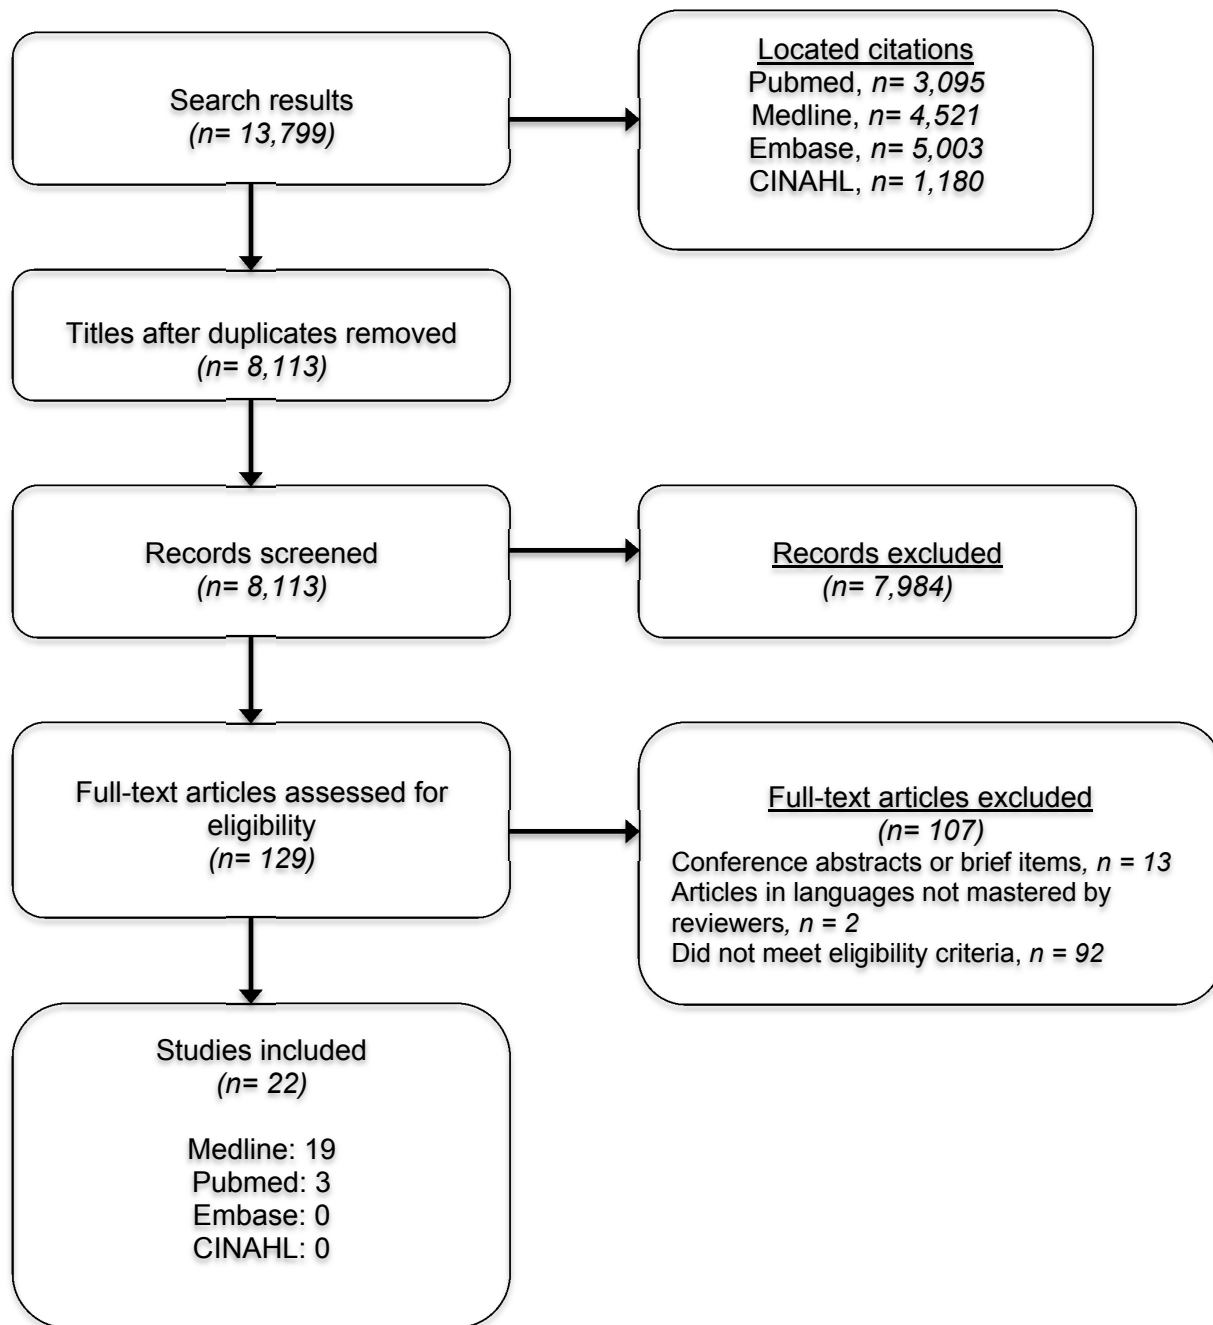 Search results
(n= 13,799)
Located citations
Pubmed, n= 3,095
Medline, n= 4,521
Embase, n= 5,003
CINAHL, n= 1,180
Titles after duplicates removed
(n= 8,113)
Records screened
(n= 8,113)
Records excluded
(n= 7,984)
Full-text articles assessed for
eligibility
(n= 129)
Full-text articles excluded
(n= 107)
Conference abstracts or brief items, n = 13
Articles in languages not mastered by
reviewers, n = 2
Did not meet eligibility criteria, n = 92
Studies included
(n= 22)
Medline: 19
Pubmed: 3
Embase: 0
CINAHL: 0